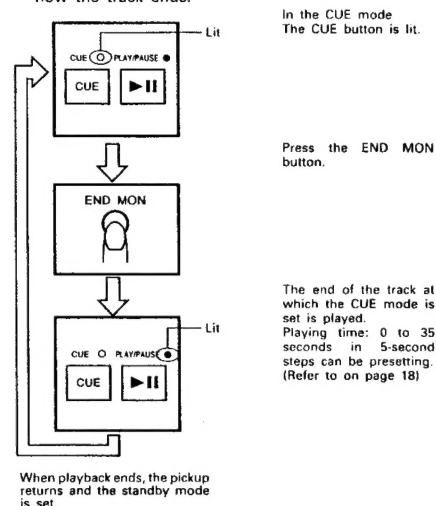 how the track ends.
Lit
CUE PLAY/PAUSE
CUE
END MON
Lit
CUE PLAY/PAUSE
CUE
When playback ends, the pickup
returns and the standby mode
is set.
In the CUE mode
The CUE button is lit.
Press the END MON
button.
The end of the track at
which the CUE mode is
set is played.
Playing time: 0 to 35
seconds in 5-second
steps can be presetting.
(Refer to on page 18)